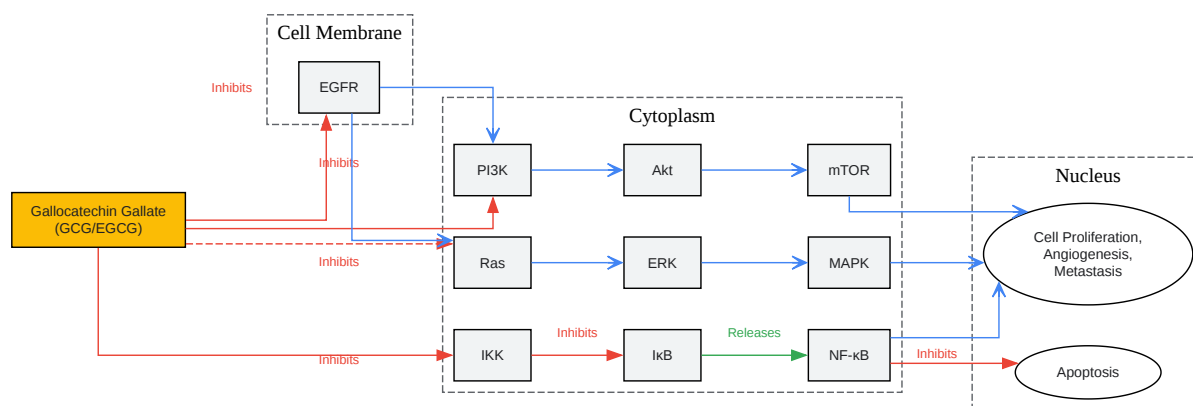 Cell Membrane
Inhibits
EGFR
Cytoplasm
Inhibits
PI3K
Akt
mTOR
Nucleus
Gallocatechin Gallate
(GCG/EGCG)
Cell Proliferation,
Angiogenesis,
Metastasis
Inhibits
Ras
ERK
MAPK
Inhibits
IKK
Inhibits
IκB
Releases
NF-κB
Inhibits
Apoptosis